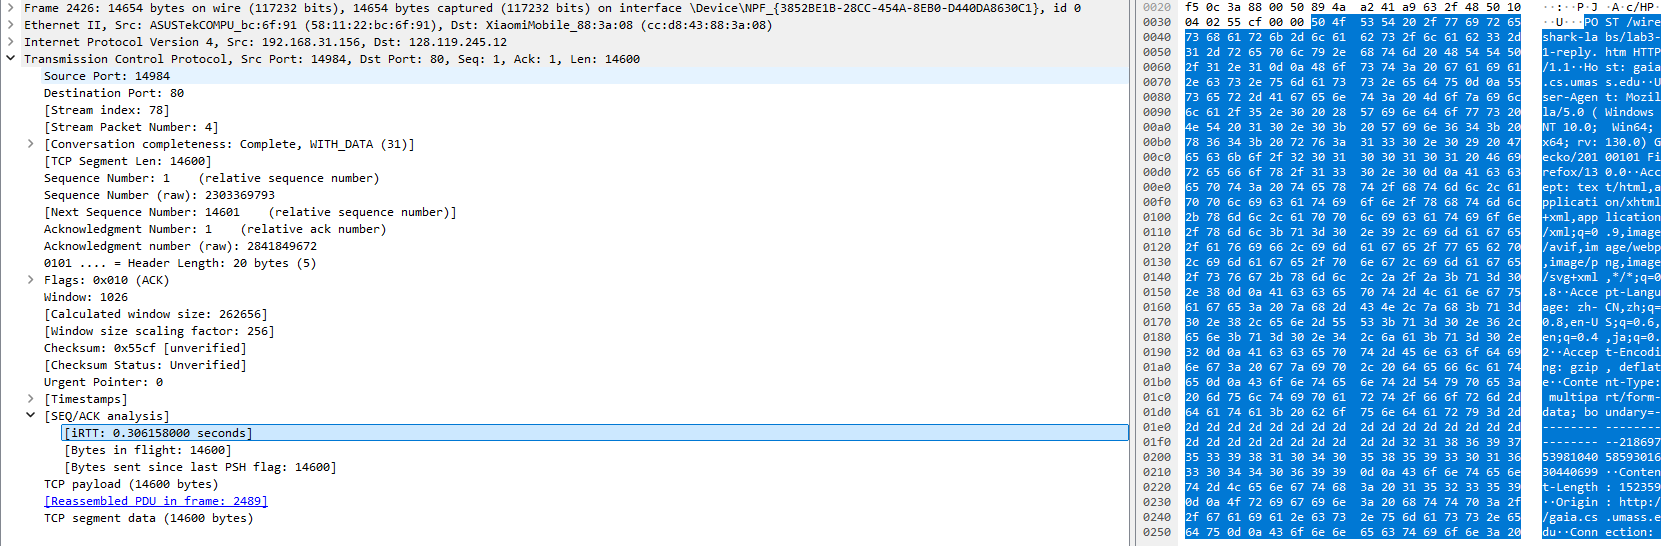 Frame 2426: 14654 bytes on wire (117232 bits), 14654 bytes captured (117232 bits) on interface \Device\NPF_{3852BE1B-28CC-454A-8EB0-D440DA8630C1}, id 0
Ethernet II, Src: ASUSTekCOMPU_bc:6f:91 (58:11:22:bc:6f:91), Dst: XiaomiMobile_88:3a:08 (cc:d8:43:88:3a:08)
Internet Protocol Version 4, Src: 192.168.31.156, Dst: 128.119.245.12
Transmission Control Protocol, Src Port: 14984, Dst Port: 80, Seq: 1, Ack: 1, Len: 14600
Source Port: 14984
Destination Port: 80
[Stream index: 78]
[Stream Packet Number: 4]
[Conversation completeness: Complete, WITH_DATA (31)]
[TCP Segment Len: 14600]
Sequence Number: 1    (relative sequence number)
Sequence Number (raw): 2303369793
[Next Sequence Number: 14601    (relative sequence number)]
Acknowledgment Number: 1    (relative ack number)
Acknowledgment number (raw): 2841849672
0101 .... = Header Length: 20 bytes (5)
Flags: 0x010 (ACK)
Window: 1026
[Calculated window size: 262656]
[Window size scaling factor: 256]
Checksum: 0x55cf [unverified]
[Checksum Status: Unverified]
Urgent Pointer: 0
[Timestamps]
[SEQ/ACK analysis]
[iRTT: 0.306158000 seconds]
[Bytes in flight: 14600]
[Bytes sent since last PSH flag: 14600]
TCP payload (14600 bytes)
[Reassembled PDU in frame: 2489]
TCP segment data (14600 bytes)
0020 f5 0c 3a 88 00 50 89 4a a2 41 a9 63 2f 48 50 10 ··:··P·J ·A·c/HP·
0030 04 02 55 cf 00 00 50 4f 53 54 20 2f 77 69 72 65 ··U···PO ST /wire
0040 73 68 61 72 6b 2d 6c 61 62 73 2f 6c 61 62 33 2d shark-la bs/lab3-
0050 31 2d 72 65 70 6c 79 2e 68 74 6d 20 48 54 54 50 1-reply. htm HTTP
0060 2f 31 2e 31 0d 0a 48 6f 73 74 3a 20 67 61 69 61 /1.1··Ho st: gaia
0070 2e 63 73 2e 75 6d 61 73 73 2e 65 64 75 0d 0a 55 .cs.umas s.edu··U
0080 73 65 72 2d 41 67 65 6e 74 3a 20 4d 6f 7a 69 6c ser-Agen t: Mozil
0090 6c 61 2f 35 2e 30 20 28 57 69 6e 64 6f 77 73 20 la/5.0 ( Windows
00a0 4e 54 20 31 30 2e 30 3b 20 57 69 6e 36 34 3b 20 NT 10.0;  Win64;
00b0 78 36 34 3b 20 72 76 3a 31 33 30 2e 30 29 20 47 x64; rv: 130.0) G
00c0 65 63 6b 6f 2f 32 30 31 30 30 31 30 31 20 46 69 ecko/201 00101 Fi
00d0 72 65 66 6f 78 2f 31 33 30 2e 30 0d 0a 41 63 63 refox/13 0.0··Acc
00e0 65 70 74 3a 20 74 65 78 74 2f 68 74 6d 6c 2c 61 ept: tex t/html,a
00f0 70 70 6c 69 63 61 74 69 6f 6e 2f 78 68 74 6d 6c pplicati on/xhtml
0100 2b 78 6d 6c 2c 61 70 70 6c 69 63 61 74 69 6f 6e +xml,app lication
0110 2f 78 6d 6c 3b 71 3d 30 2e 39 2c 69 6d 61 67 65 /xml;q=0 .9,image
0120 2f 61 76 69 66 2c 69 6d 61 67 65 2f 77 65 62 70 /avif,im age/webp
0130 2c 69 6d 61 67 65 2f 70 6e 67 2c 69 6d 61 67 65 ,image/p ng,image
0140 2f 73 76 67 2b 78 6d 6c 2c 2a 2f 2a 3b 71 3d 30 /svg+xml ,*/*;q=0
0150 2e 38 0d 0a 41 63 63 65 70 74 2d 4c 61 6e 67 75 .8··Acce pt-Langu
0160 61 67 65 3a 20 7a 68 2d 43 4e 2c 7a 68 3b 71 3d age: zh- CN,zh;q=
0170 30 2e 38 2c 65 6e 2d 55 53 3b 71 3d 30 2e 36 2c 0.8,en-U S;q=0.6,
0180 65 6e 3b 71 3d 30 2e 34 2c 6a 61 3b 71 3d 30 2e en;q=0.4 ,ja;q=0.
0190 32 0d 0a 41 63 63 65 70 74 2d 45 6e 63 6f 64 69 2··Accep t-Encodi
01a0 6e 67 3a 20 67 7a 69 70 2c 20 64 65 66 6c 61 74 ng: gzip , deflat
01b0 65 0d 0a 43 6f 6e 74 65 6e 74 2d 54 79 70 65 3a e··Conte nt-Type:
01c0 20 6d 75 6c 74 69 70 61 72 74 2f 66 6f 72 6d 2d  multipa rt/form-
01d0 64 61 74 61 3b 20 62 6f 75 6e 64 61 72 79 3d 2d data; bo undary=-
01e0 2d 2d 2d 2d 2d 2d 2d 2d 2d 2d 2d 2d 2d 2d 2d 2d -------- --------
01f0 2d 2d 2d 2d 2d 2d 2d 2d 2d 2d 32 31 38 36 39 37 -------- --218697
0200 35 33 39 38 31 30 34 30 35 38 35 39 33 30 31 36 53981040 58593016
0210 33 30 34 34 30 36 39 39 0d 0a 43 6f 6e 74 65 6e 30440699 ··Conten
0220 74 2d 4c 65 6e 67 74 68 3a 20 31 35 32 33 35 39 t-Length : 152359
0230 0d 0a 4f 72 69 67 69 6e 3a 20 68 74 74 70 3a 2f ··Origin : http:/
0240 2f 67 61 69 61 2e 63 73 2e 75 6d 61 73 73 2e 65 /gaia.cs .umass.e
0250 64 75 0d 0a 43 6f 6e 6e 65 63 74 69 6f 6e 3a 20 du··Conn ection: